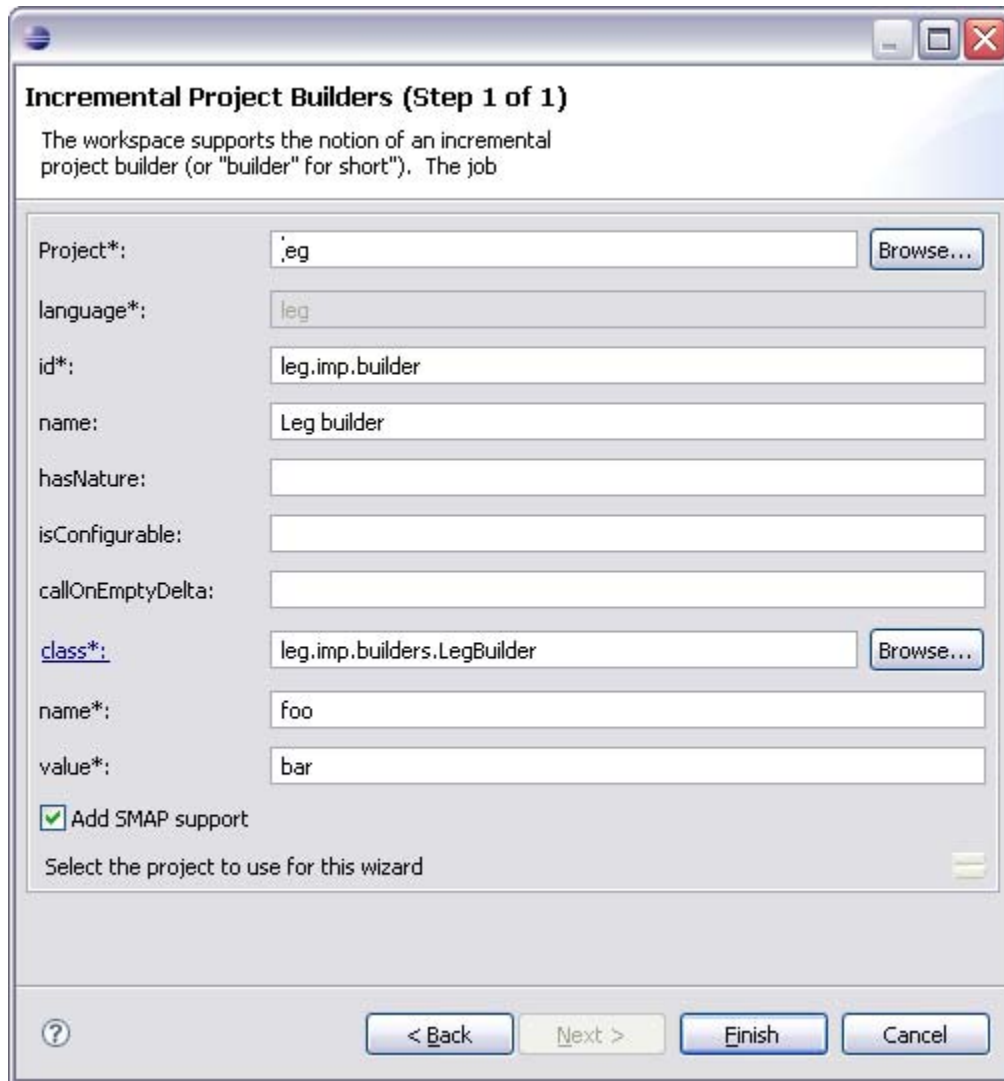 Incremental Project Builders (Step 1 of 1)
The workspace supports the notion of an incremental
project builder (or "builder" for short"). The job
Project*: leg Browse...
language*: leg
id*: leg.imp.builder
name: Leg builder
hasNature:
isConfigurable:
callOnEmptyDelta:
class*: leg.imp.builders.LegBuilder Browse...
name*: foo
value*: bar
Add SMAP support
Select the project to use for this wizard
? < Back Next > Finish Cancel